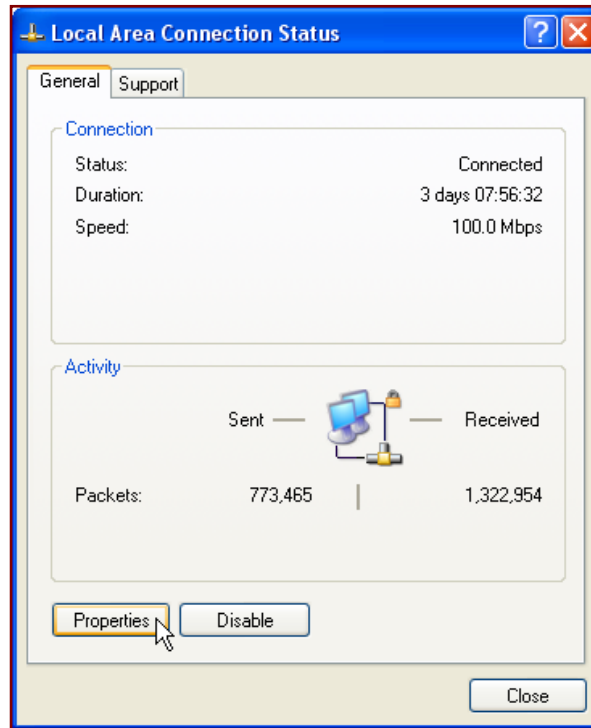 Local Area Connection Status
General Support
Connection
Status: Connected
Duration: 3 days 07:56:32
Speed: 100.0 Mbps
Activity
Sent Received
Packets: 773,465 1,322,954
Properties Disable
Close